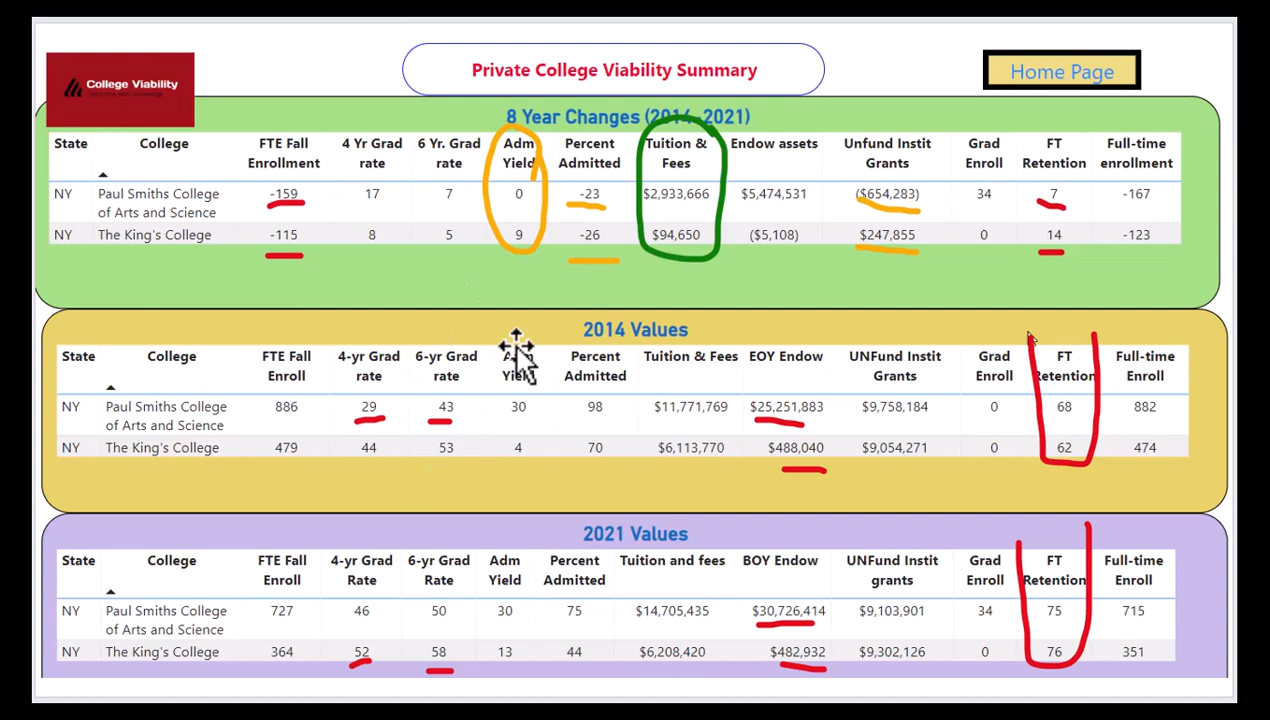 College Viability
Private College Viability Summary
Home Page
8 Year Changes (2014 -2021)
State College FTE Fall Enrollment 4 Yr Grad rate 6 Yr. Grad rate Adm Yield Percent Admitted Tuition & Fees Endow assets Unfund Instit Grants Grad Enroll FT Retention Full-time enrollment
NY Paul Smiths College of Arts and Science -159 17 7 0 -23 $2,933,666 $5,474,531 ($654,283) 34 7 -167
NY The King's College -115 8 5 9 -26 $94,650 ($5,108) $247,855 0 14 -123
2014 Values
State College FTE Fall Enroll 4-yr Grad rate 6-yr Grad rate Adm Yield Percent Admitted Tuition & Fees EOY Endow UNFund Instit Grants Grad Enroll FT Retention Full-time Enroll
NY Paul Smiths College of Arts and Science 886 29 43 30 98 $11,771,769 $25,251,883 $9,758,184 0 68 882
NY The King's College 479 44 53 4 70 $6,113,770 $488,040 $9,054,271 0 62 474
2021 Values
State College FTE Fall Enroll 4-yr Grad Rate 6-yr Grad Rate Adm Yield Percent Admitted Tuition and fees BOY Endow UNFund Instit grants Grad Enroll FT Retention Full-time Enroll
NY Paul Smiths College of Arts and Science 727 46 50 30 75 $14,705,435 $30,726,414 $9,103,901 34 75 715
NY The King's College 364 52 58 13 44 $6,208,420 $482,932 $9,302,126 0 76 351